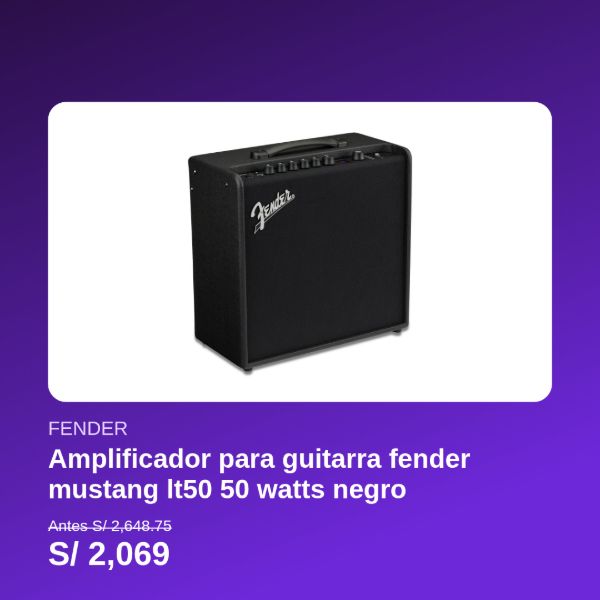 Fender
FENDER
Amplificador para guitarra fender
mustang lt50 50 watts negro
Antes S/ 2,648.75
S/ 2,069